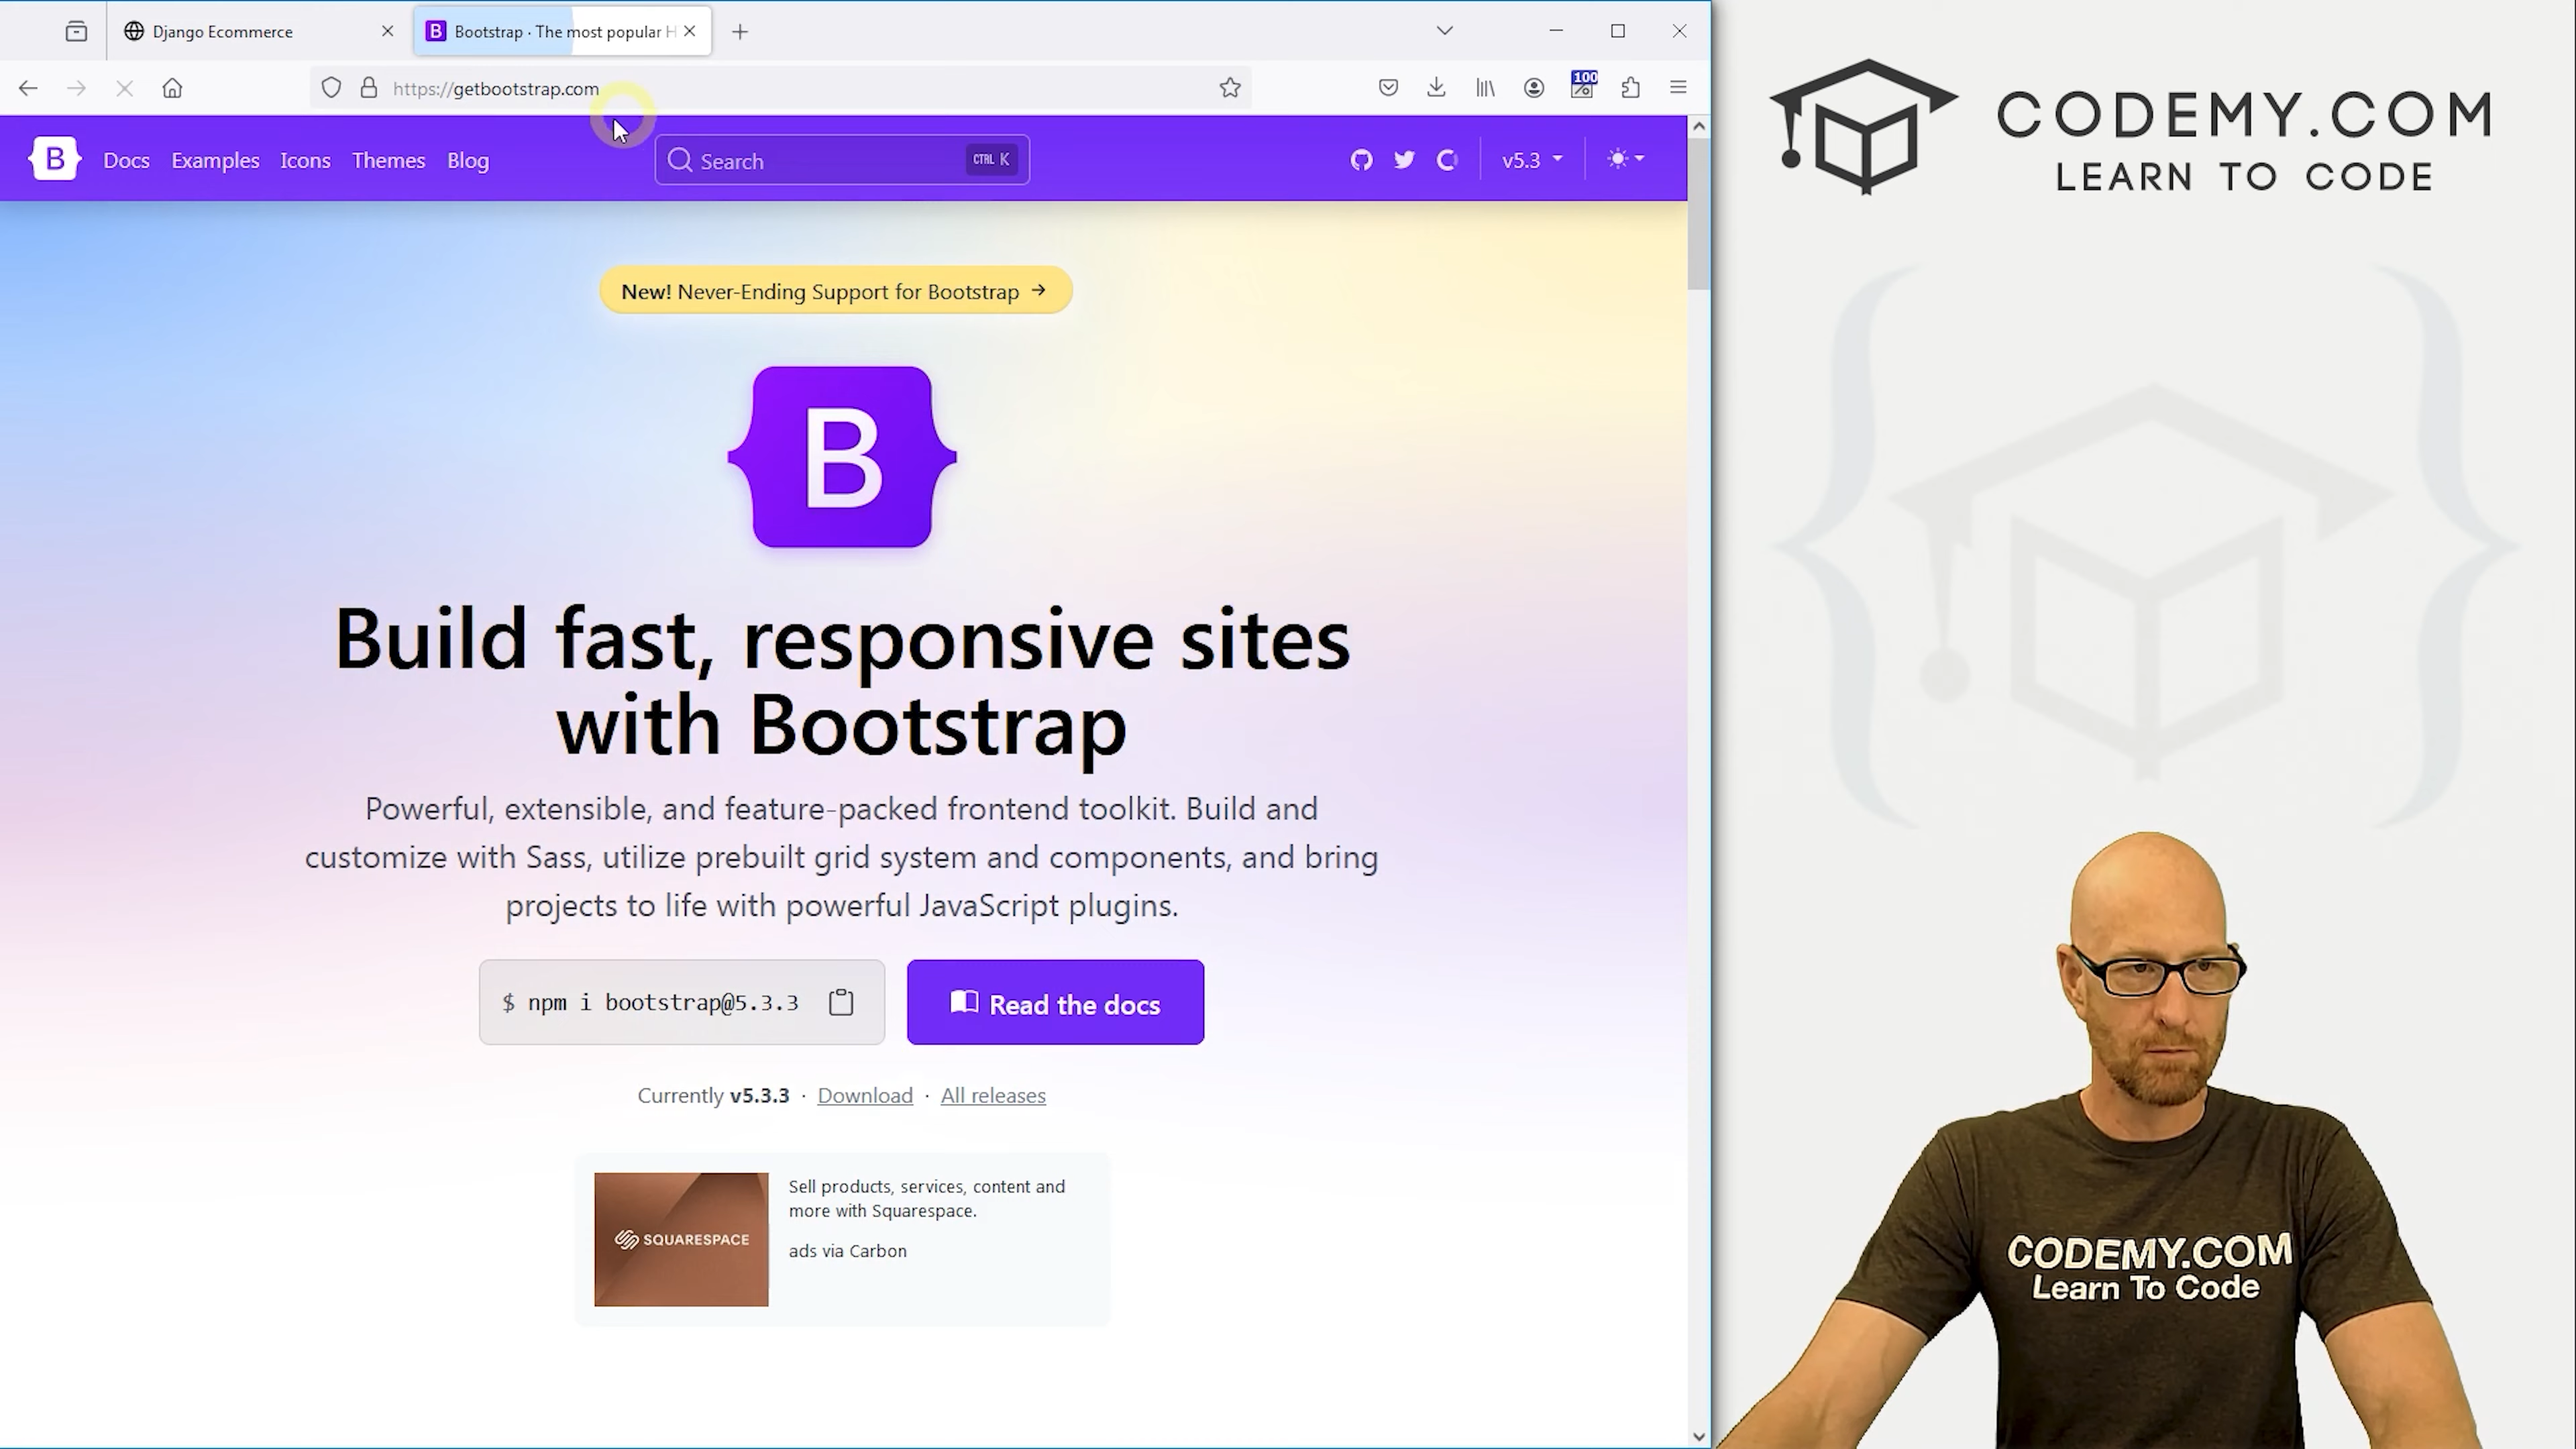 Django Ecommerce
Bootstrap · The most popular H
https://getbootstrap.com
100
B
Docs
Examples
Icons
Themes
Blog
Search
CTRL K
v5.3
New! Never-Ending Support for Bootstrap →
B
Build fast, responsive sites
with Bootstrap
Powerful, extensible, and feature-packed frontend toolkit. Build and
customize with Sass, utilize prebuilt grid system and components, and bring
projects to life with powerful JavaScript plugins.
$ npm i bootstrap@5.3.3
Read the docs
Currently v5.3.3 · Download · All releases
SQUARESPACE
Sell products, services, content and
more with Squarespace.
ads via Carbon
CODEMY.COM
LEARN TO CODE
CODEMY.COM
Learn To Code